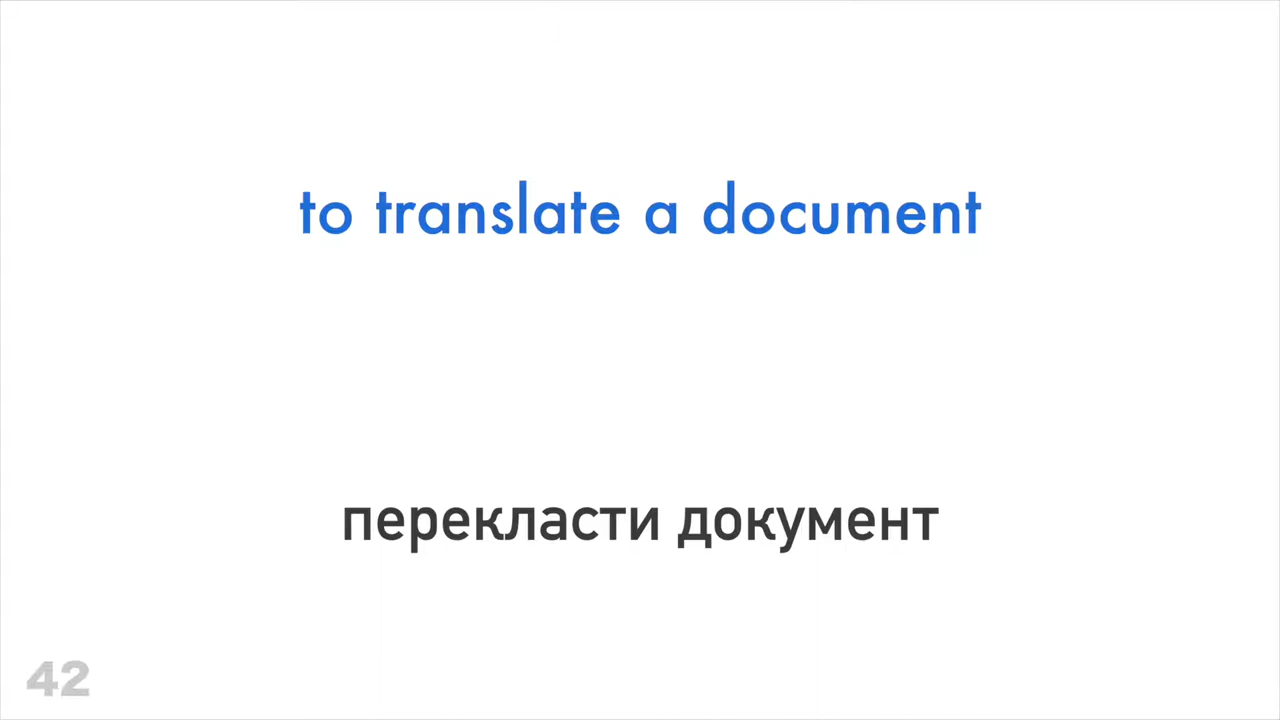 to translate a document
перекласти документ
42